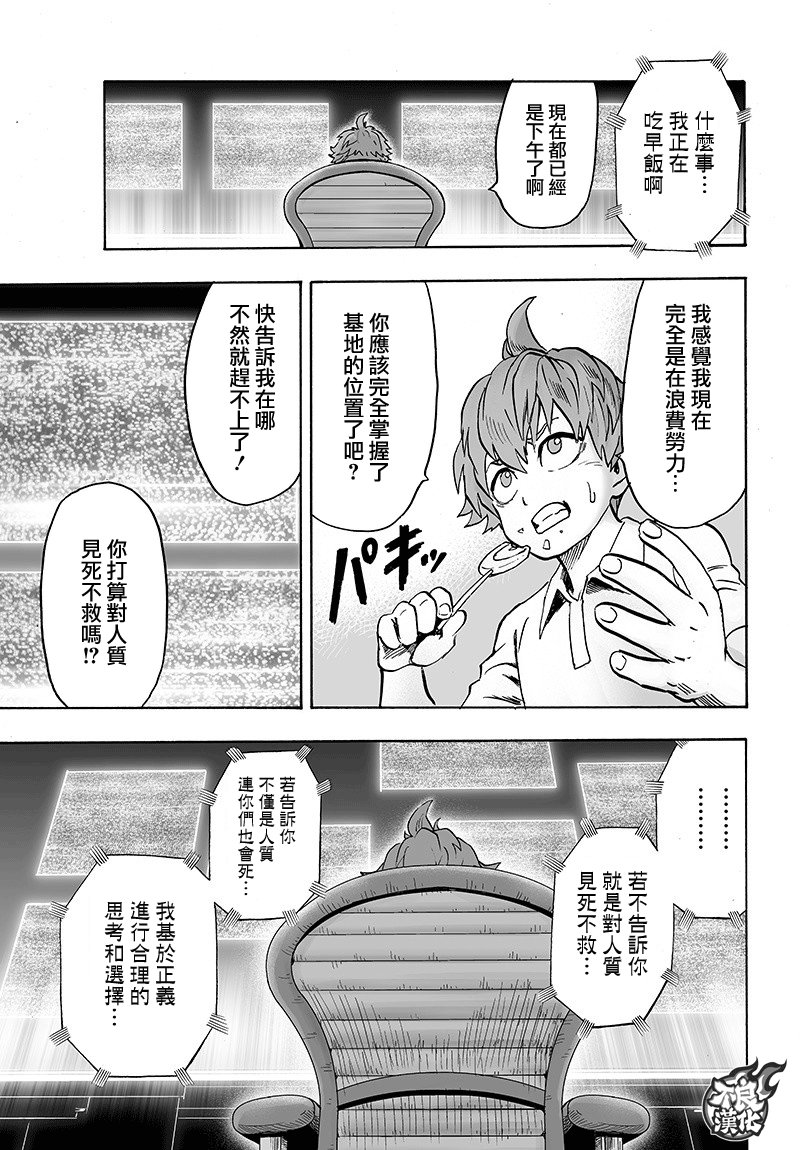 什麼事…
我正在
吃早飯啊
現在都已經
是下午了啊
我感覺我現在
完全是在浪費勞力…
你應該完全掌握了
基地的位置了吧?
パキッ
快告訴我在哪
不然就趕不上了!
你打算對人質
見死不救嗎!?
………
………
若不告訴你
就是對人質
見死不救…
若告訴你
不僅是人質
連你們也會死…
我基於正義
進行合理的
思考和選擇…
不良漢化